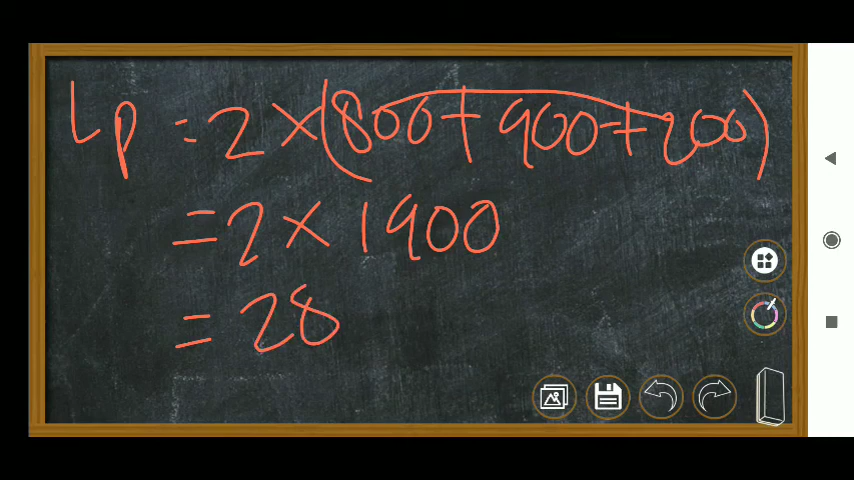 Lp = 2 × (800 + 900 + 200)
= 2 × 1900
= 28